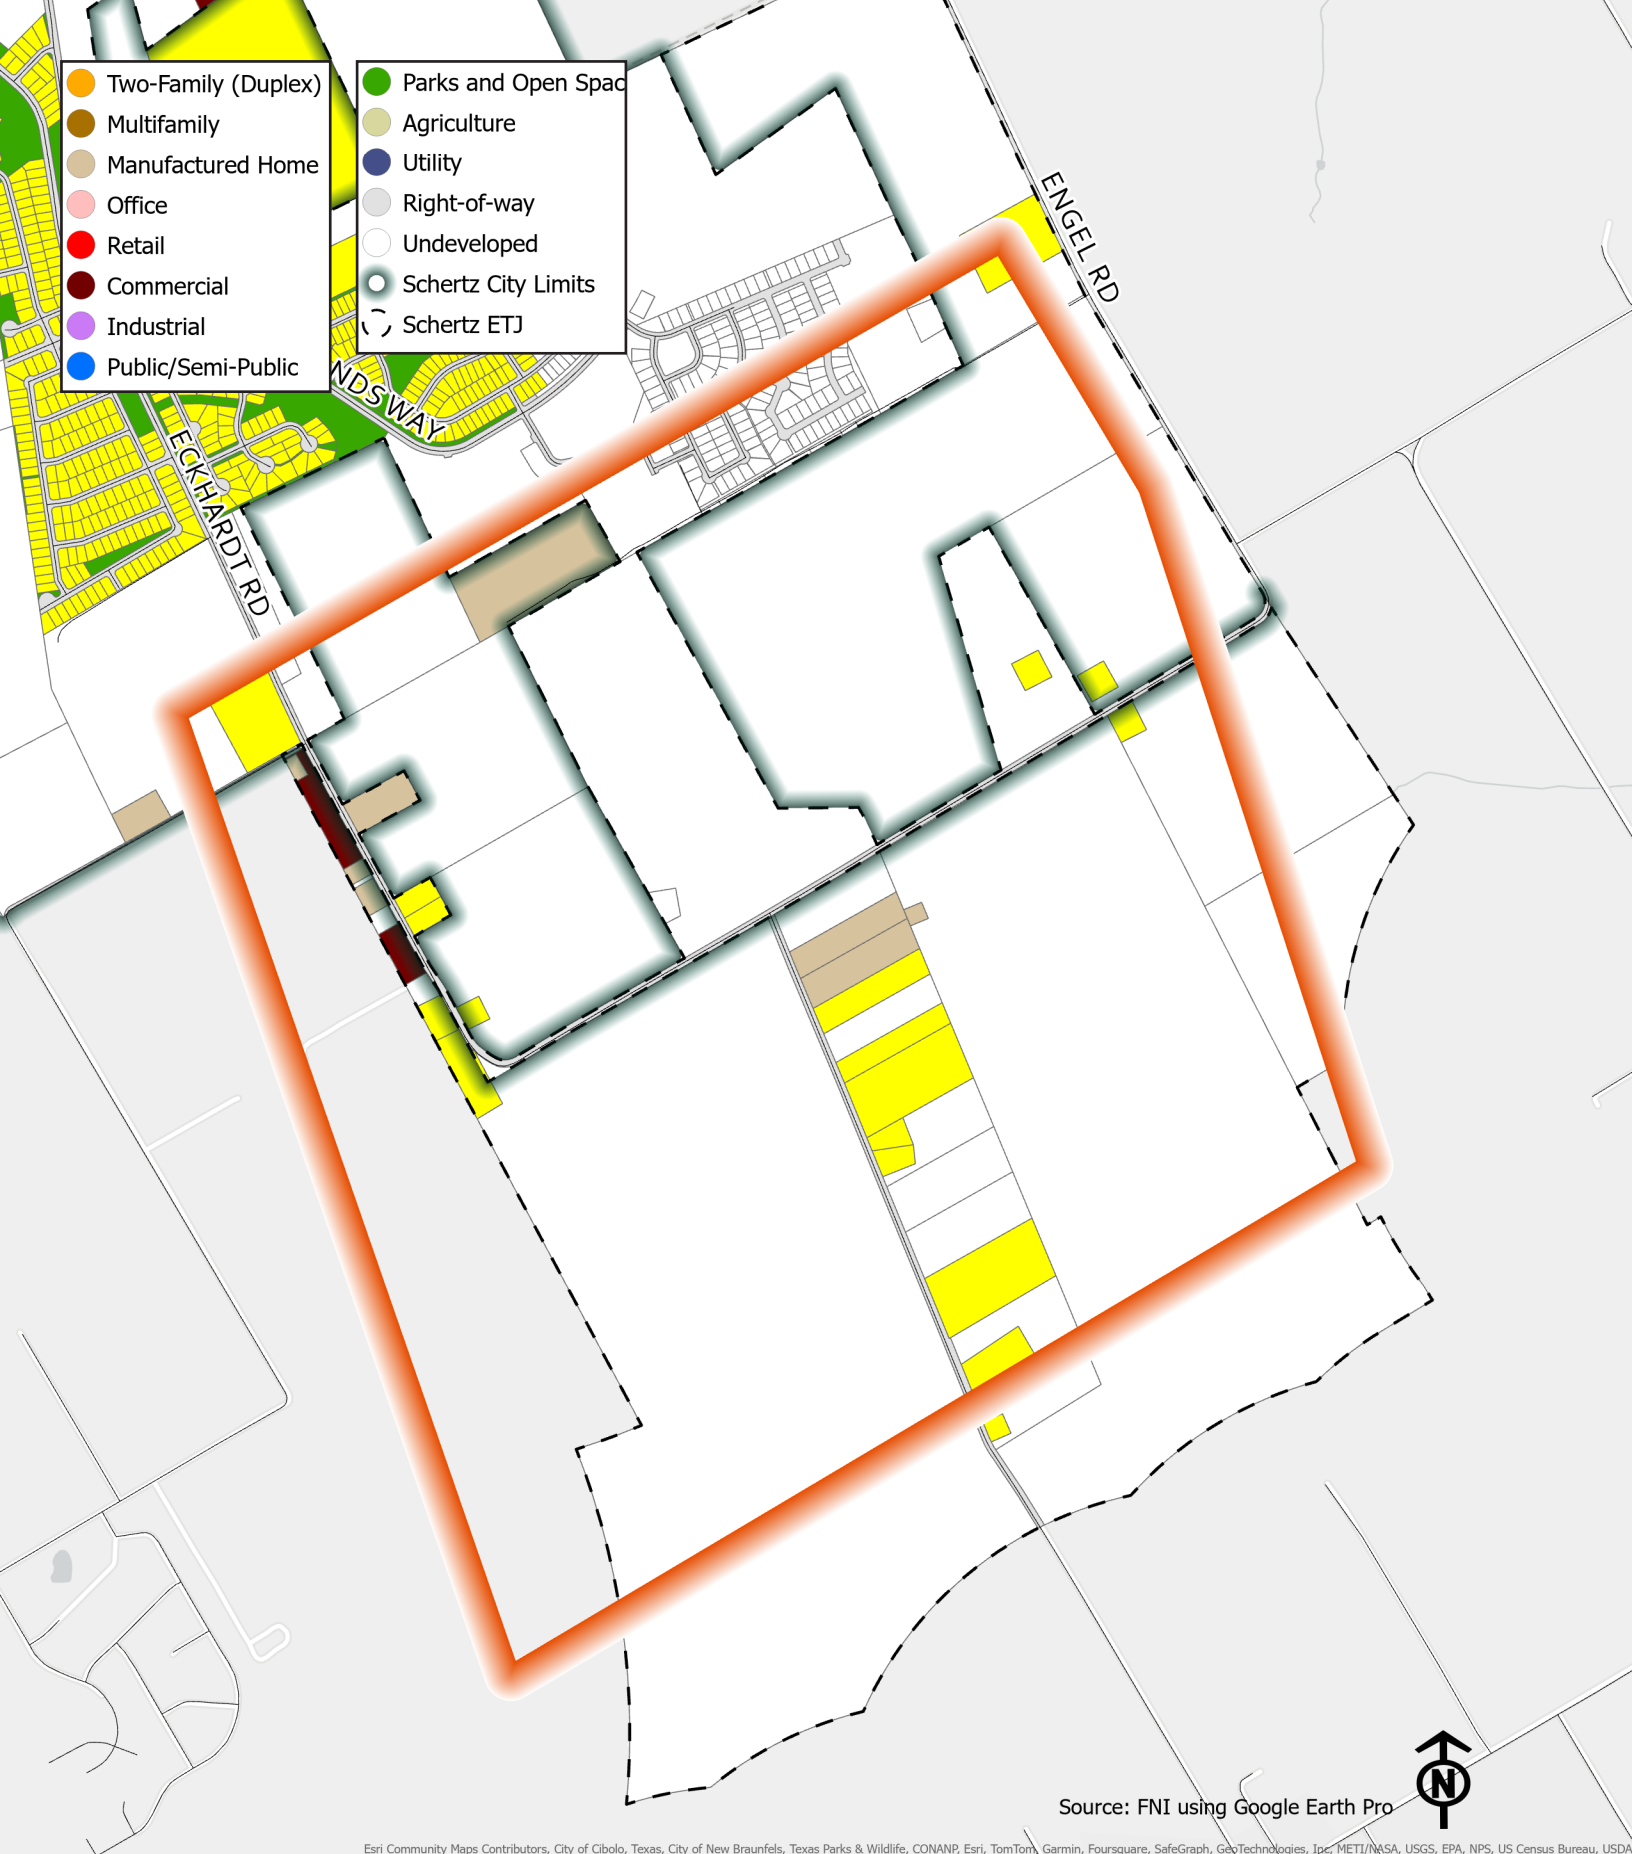 Two-Family (Duplex)
Multifamily
Manufactured Home
Office
Retail
Commercial
Industrial
Public/Semi-Public
Parks and Open Spac
Agriculture
Utility
Right-of-way
Undeveloped
Schertz City Limits
Schertz ETJ
ENGEL RD
NDS WAY
ECKHARDT RD
N
Source: FNI using Google Earth Pro
Esri Community Maps Contributors, City of Cibolo, Texas, City of New Braunfels, Texas Parks & Wildlife, CONANP, Esri, TomTom, Garmin, Foursquare, SafeGraph, GeoTechnologies, Inc, METI/NASA, USGS, EPA, NPS, US Census Bureau, USDA